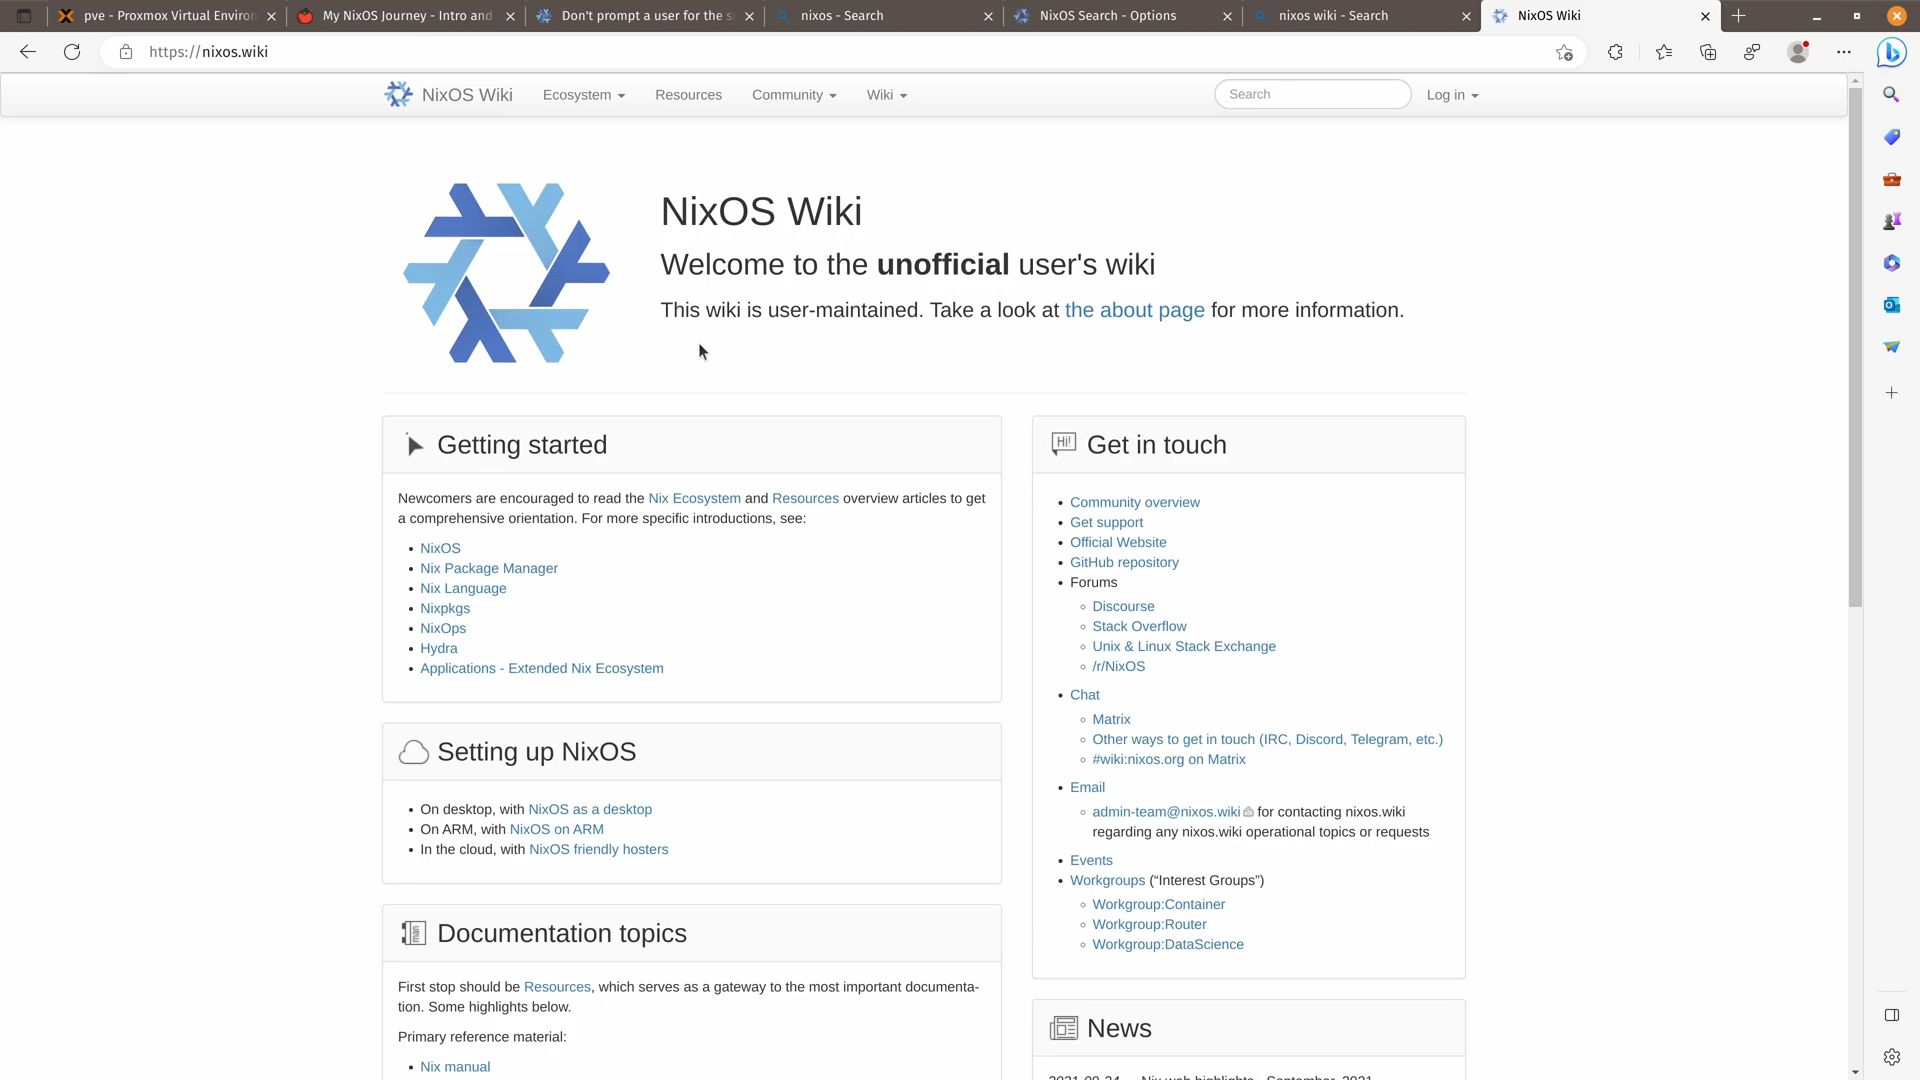 pve - Proxmox Virtual Environ
My NixOS Journey - Intro and
Don't prompt a user for the s
nixos - Search
NixOS Search - Options
nixos wiki - Search
NixOS Wiki
https://nixos.wiki
NixOS Wiki
Ecosystem
Resources
Community
Wiki
Search
Log in
NixOS Wiki
Welcome to the unofficial user's wiki
This wiki is user-maintained. Take a look at the about page for more information.
Getting started
Newcomers are encouraged to read the Nix Ecosystem and Resources overview articles to get
a comprehensive orientation. For more specific introductions, see:
• NixOS
• Nix Package Manager
• Nix Language
• Nixpkgs
• NixOps
• Hydra
• Applications - Extended Nix Ecosystem
Setting up NixOS
• On desktop, with NixOS as a desktop
• On ARM, with NixOS on ARM
• In the cloud, with NixOS friendly hosters
Documentation topics
First stop should be Resources, which serves as a gateway to the most important documenta-
tion. Some highlights below.
Primary reference material:
• Nix manual
Hi! Get in touch
• Community overview
• Get support
• Official Website
• GitHub repository
• Forums
◦ Discourse
◦ Stack Overflow
◦ Unix & Linux Stack Exchange
◦ /r/NixOS
• Chat
◦ Matrix
◦ Other ways to get in touch (IRC, Discord, Telegram, etc.)
◦ #wiki:nixos.org on Matrix
• Email
◦ admin-team@nixos.wiki for contacting nixos.wiki
regarding any nixos.wiki operational topics or requests
• Events
• Workgroups (“Interest Groups”)
◦ Workgroup:Container
◦ Workgroup:Router
◦ Workgroup:DataScience
News
2021-09-24 Nix web highlights - September, 2021